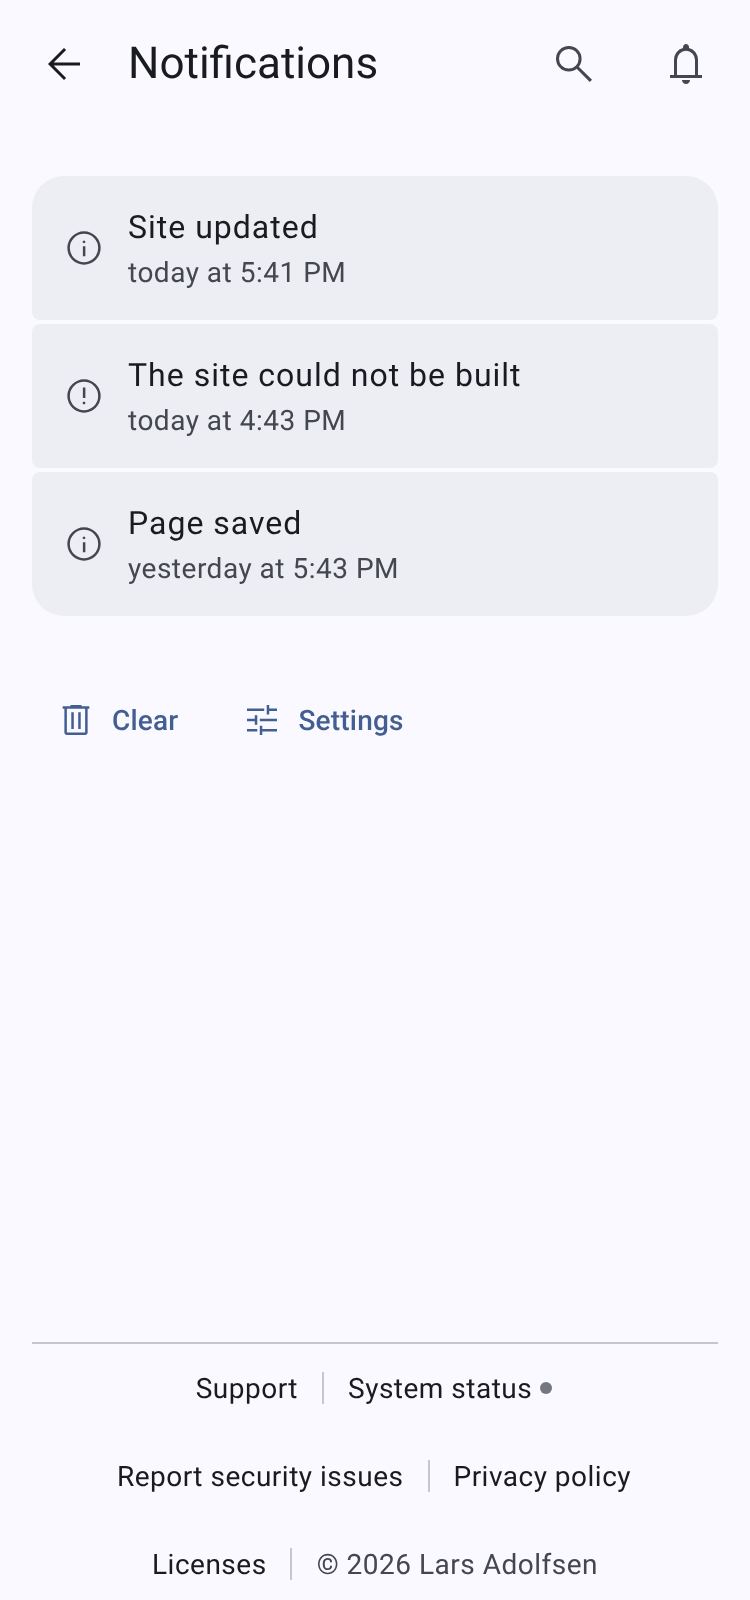 Notifications
Site updated
today at 5:41 PM
The site could not be built
today at 4:43 PM
Page saved
yesterday at 5:43 PM
Clear
Settings
Support
System status
Report security issues
Privacy policy
Licenses
© 2026 Lars Adolfsen